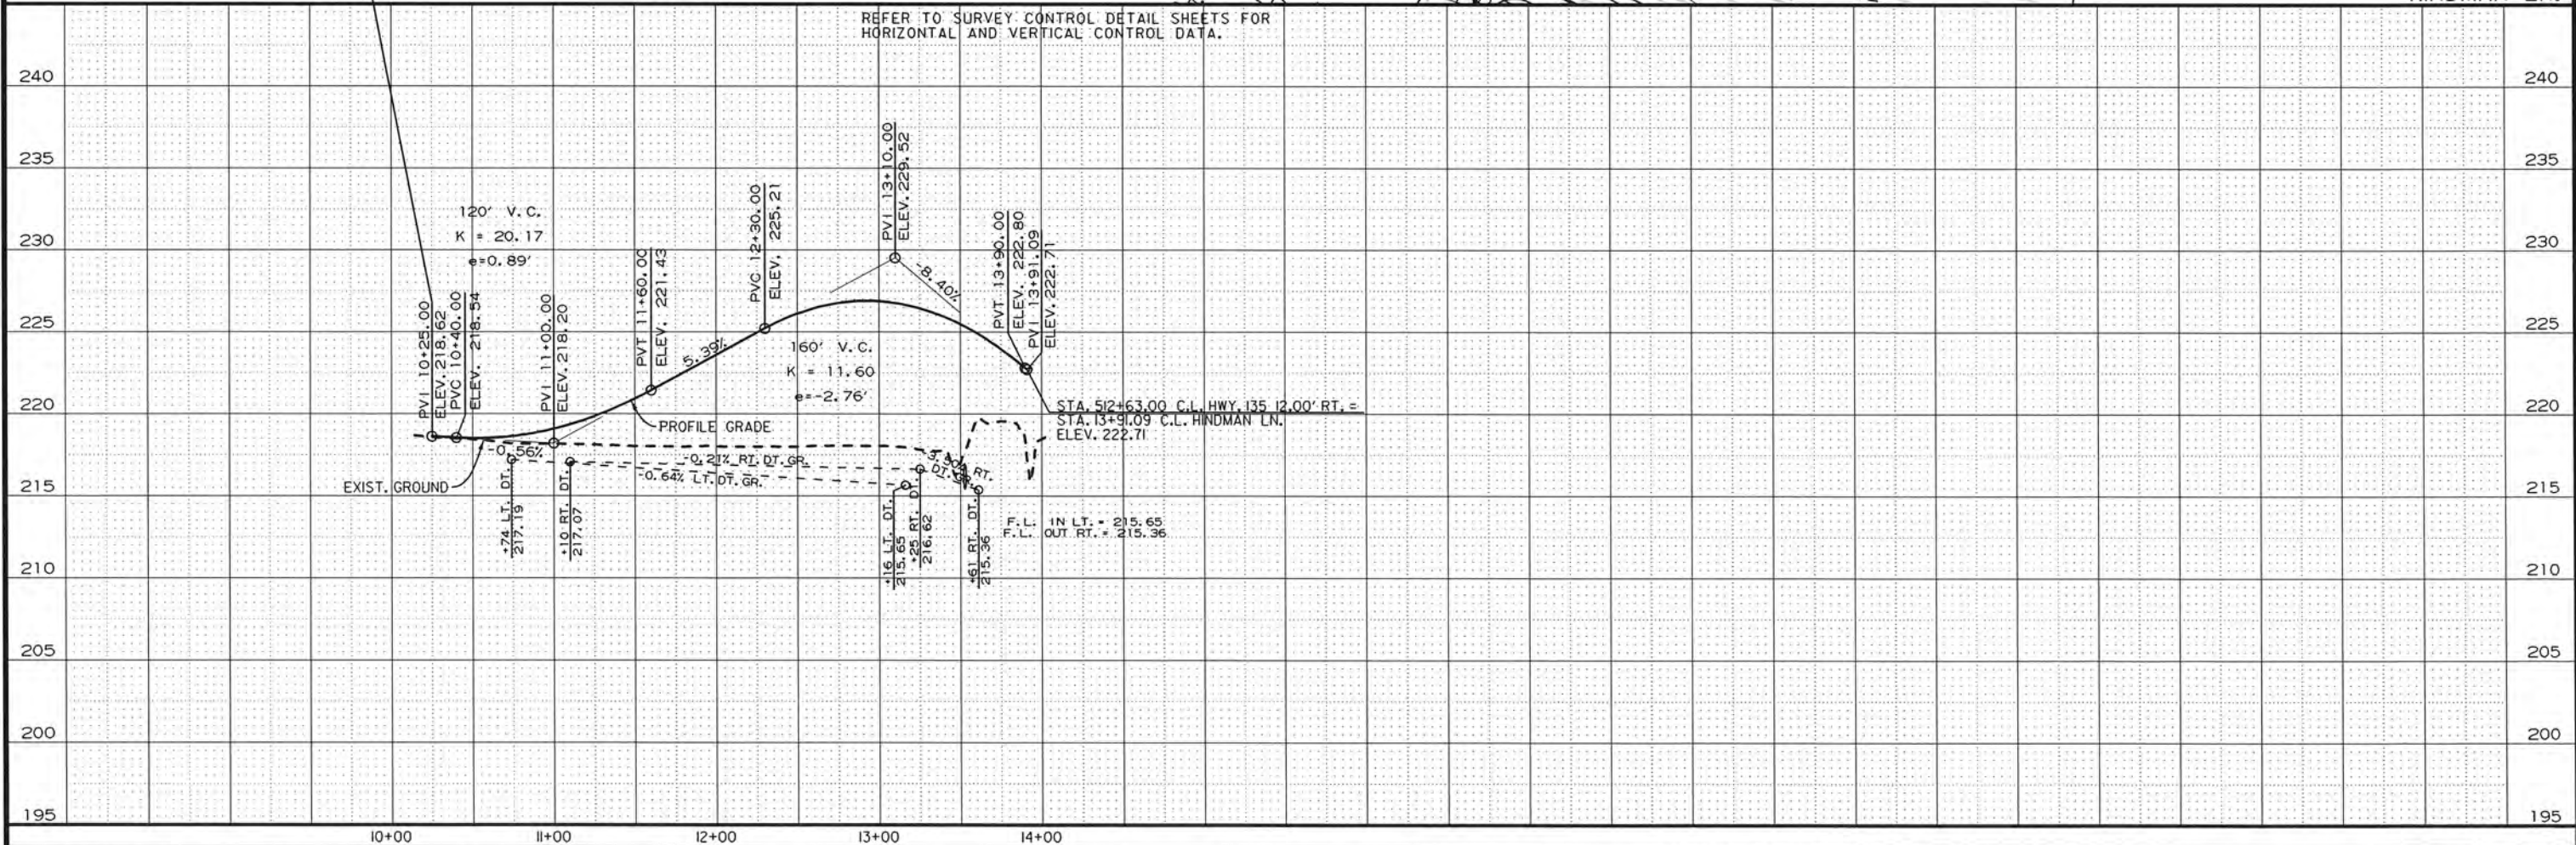 REFER TO SURVEY CONTROL DETAIL SHEETS FOR
HORIZONTAL AND VERTICAL CONTROL DATA.
240
240
235
235
230
230
225
225
220
220
215
215
210
210
205
205
200
200
195
195
120' V.C.
K = 20.17
e=0.89'
PVI 10+25.00
ELEV. 218.62
PVC 10+40.00
ELEV. 218.54
PVI 11+00.00
ELEV. 218.20
PVT 11+60.00
ELEV. 221.43
5.39%
PVC 12+30.00
ELEV. 225.21
160' V.C.
K = 11.60
e=-2.76'
PVI 13+10.00
ELEV. 229.52
-8.40%
PVT 13+90.00
ELEV. 222.80
PVI 13+91.09
ELEV. 222.71
STA. 512+63.00 C.L. HWY. 135 12.00' RT. =
STA. 13+91.09 C.L. HINDMAN LN.
ELEV. 222.71
PROFILE GRADE
-0.56%
EXIST. GROUND
-0.21% RT. DT. GR.
-0.64% LT. DT. GR.
RT.
DT. GR.
+74 LT. DT.
217.19
+10 RT. DT.
217.07
+16 LT. DT.
215.65
+25 RT. DT.
216.62
+61 RT. DT.
215.36
F.L. IN LT. = 215.65
F.L. OUT RT. = 215.36
10+00
11+00
12+00
13+00
14+00